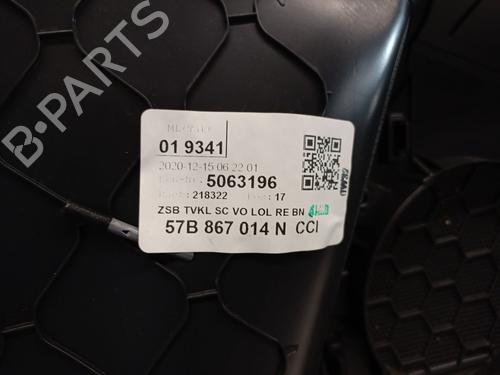 01 9341
2020-12-15 06 22 01
5063196
218322 17
ZSB TVKL SC VO LOL RE BN
57B 867 014 N CCI
B-PARTS